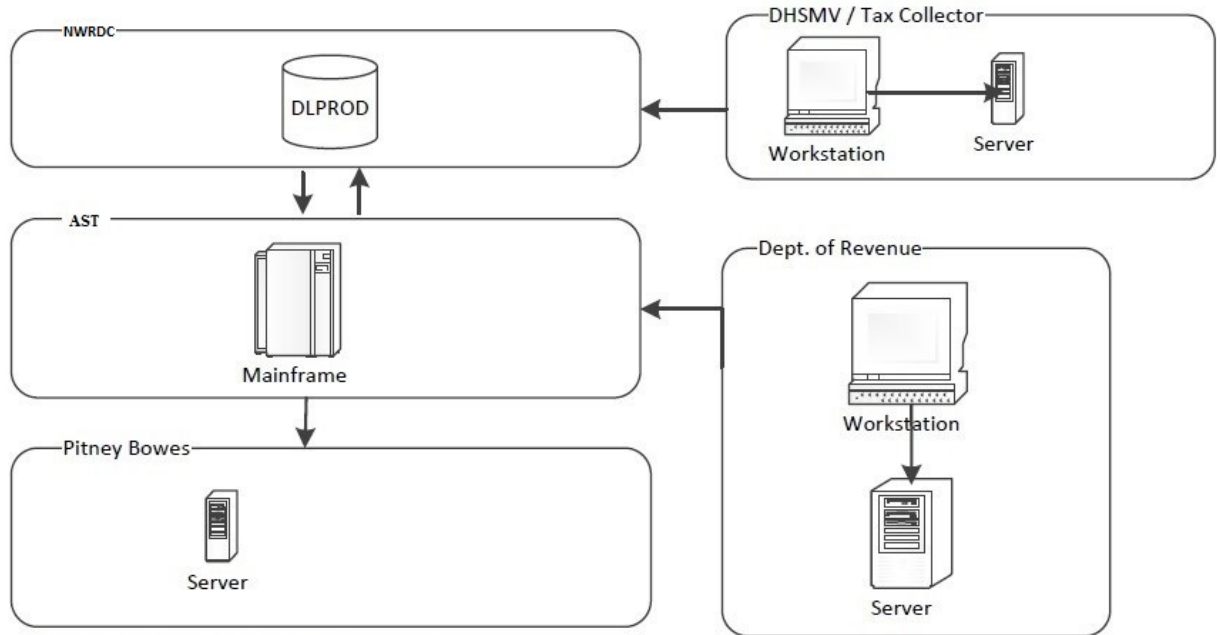 NWRDC
DLPROD
DHSMV / Tax Collector
Workstation
Server
AST
Mainframe
Dept. of Revenue
Workstation
Server
Pitney Bowes
Server